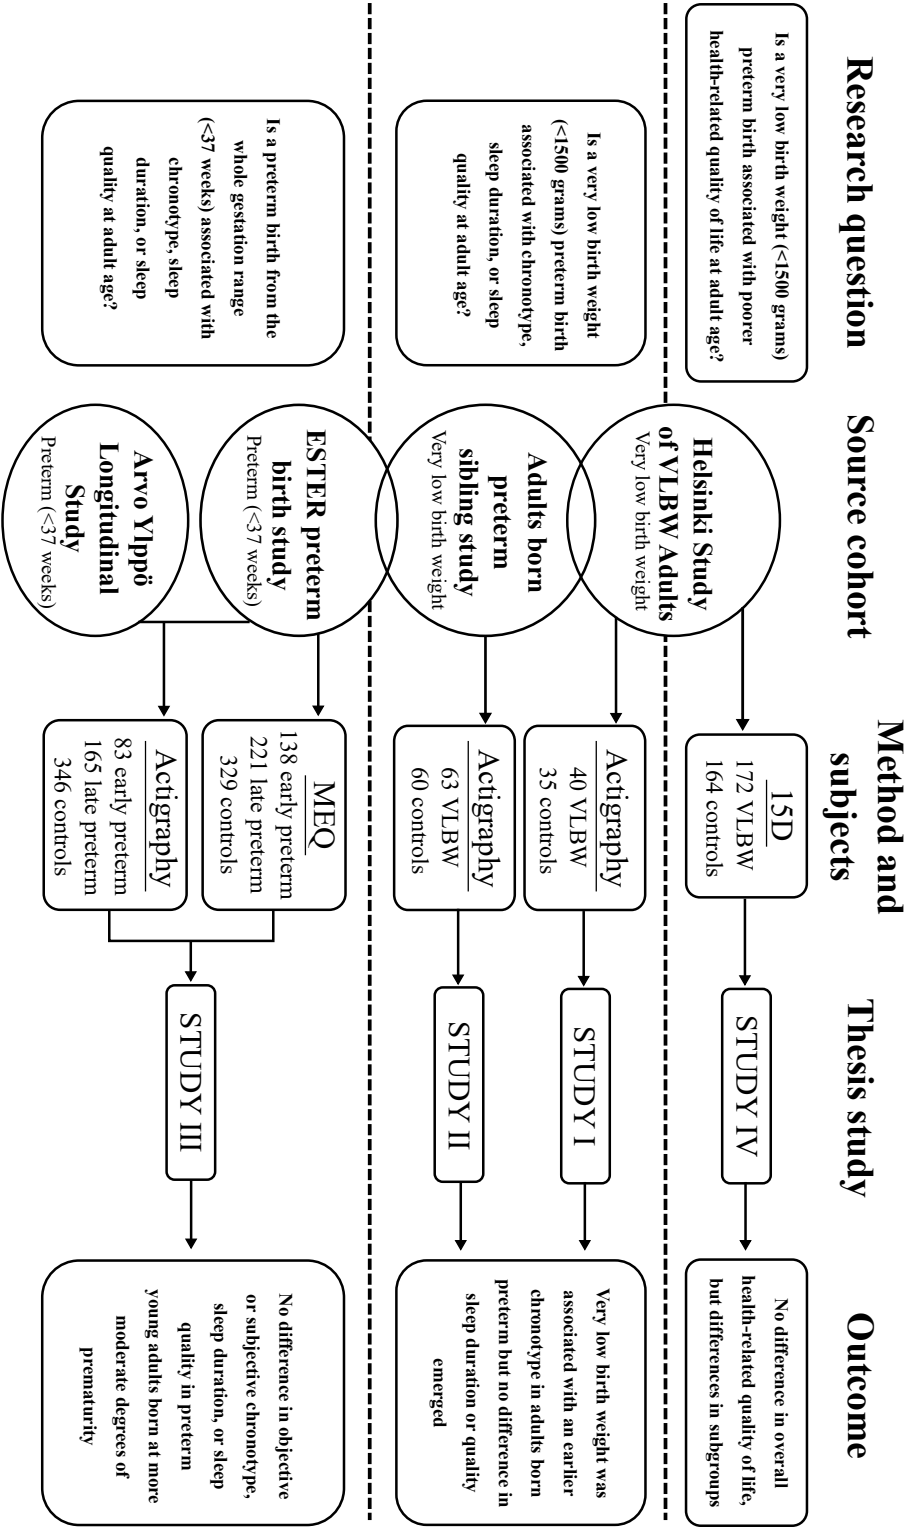 Research question
Source cohort
Method and
subjects
Thesis study
Outcome
Is a very low birth weight (<1500 grams)
preterm birth associated with poorer
health-related quality of life at adult age?
Helsinki Study
of VLBW Adults
Very low birth weight
15D
172 VLBW
164 controls
STUDY IV
No difference in overall
health-related quality of life,
but differences in subgroups
Is a very low birth weight
(<1500 grams) preterm birth
associated with chronotype,
sleep duration, or sleep
quality at adult age?
Adults born
preterm
sibling study
Very low birth weight
Actigraphy
40 VLBW
35 controls
STUDY I
Actigraphy
63 VLBW
60 controls
STUDY II
Very low birth weight was
associated with an earlier
chronotype in adults born
preterm but no difference in
sleep duration or quality
emerged
Is a preterm birth from the
whole gestation range
(<37 weeks) associated with
chronotype, sleep
duration, or sleep
quality at adult age?
ESTER preterm
birth study
Preterm (<37 weeks)
Arvo Ylppö
Longitudinal
Study
Preterm (<37 weeks)
MEQ
138 early preterm
221 late preterm
329 controls
Actigraphy
83 early preterm
165 late preterm
346 controls
STUDY III
No difference in objective
or subjective chronotype,
sleep duration, or sleep
quality in preterm
young adults born at more
moderate degrees of
prematurity